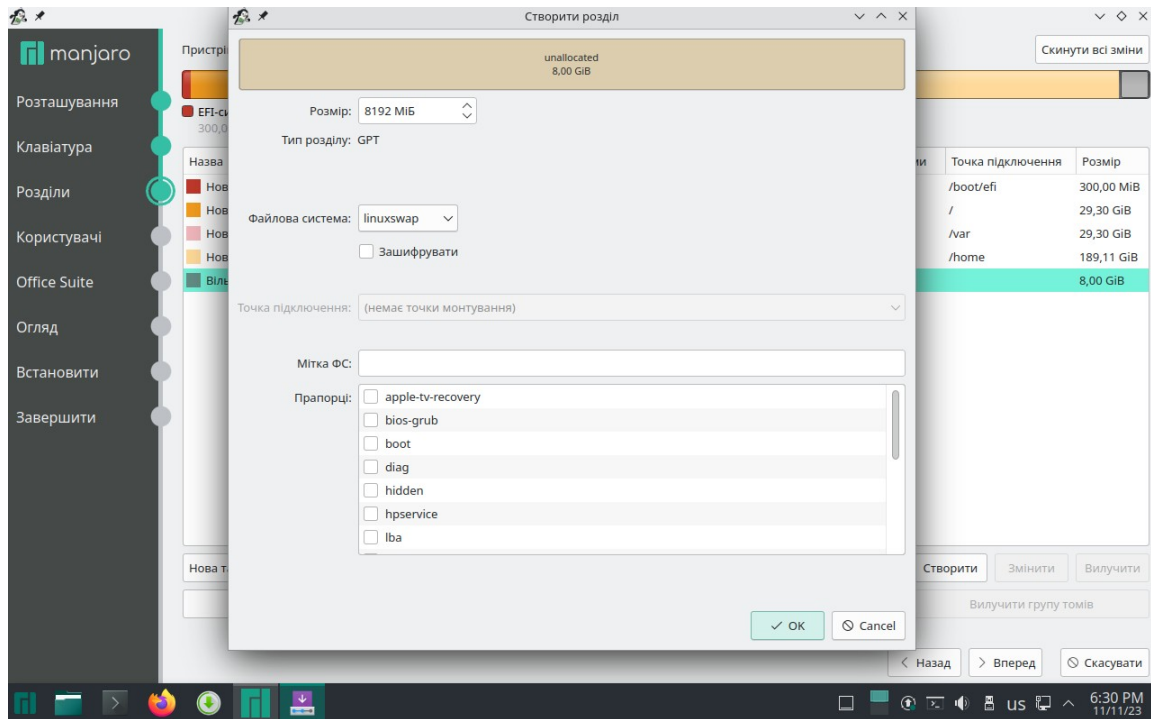 Створити розділ
manjaro
Розташування
Клавіатура
Розділи
Користувачі
Office Suite
Огляд
Встановити
Завершити
Скинути всі зміни
unallocated
8,00 GiB
Розмір: 8192 МіБ
Тип розділу: GPT
Файлова система: linuxswap
Зашифрувати
Точка підключення: (немає точки монтування)
Мітка ФС:
Прапорці:
apple-tv-recovery
bios-grub
boot
diag
hidden
hpservice
lba
OK
Cancel
Назва
Точка підключення Розмір
/boot/efi 300,00 MiB
/ 29,30 GiB
/var 29,30 GiB
/home 189,11 GiB
8,00 GiB
Створити
Змінити
Вилучити
Вилучити групу томів
Назад
Вперед
Скасувати
us
6:30 PM
11/11/23